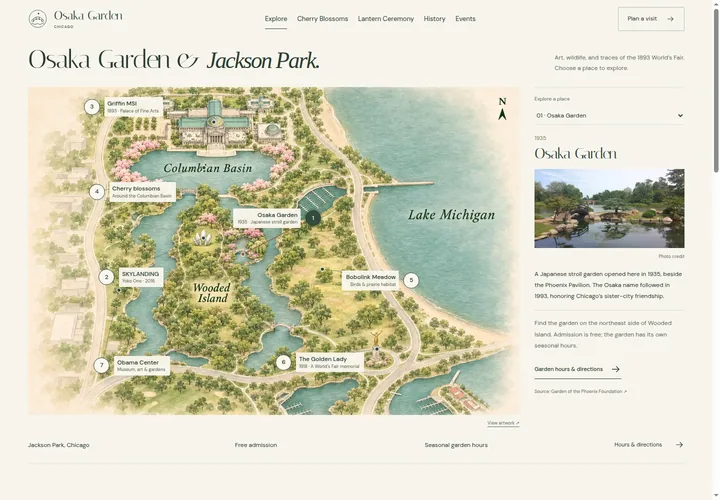 Osaka Garden
CHICAGO
Explore
Cherry Blossoms
Lantern Ceremony
History
Events
Plan a visit
Osaka Garden & Jackson Park.
Art, wildlife, and traces of the 1893 World's Fair.
Choose a place to explore.
3
Griffin MSI
1893 · Palace of Fine Arts
N
Columbian Basin
4
Cherry blossoms
Around the Columbian Basin
Osaka Garden
1935 · Japanese stroll garden
1
Lake Michigan
2
SKYLANDING
Yoko Ono · 2016
Wooded
Island
Bobolink Meadow
Birds & prairie habitat
5
7
Obama Center
Museum, art & gardens
6
The Golden Lady
1918 · A World's Fair memorial
View artwork ↗
Explore a place
01 · Osaka Garden
1935
Osaka Garden
Photo credit
A Japanese stroll garden opened here in 1935, beside
the Phoenix Pavilion. The Osaka name followed in
1993, honoring Chicago's sister-city friendship.
Find the garden on the northeast side of Wooded
Island. Admission is free; the garden has its own
seasonal hours.
Garden hours & directions →
Source: Garden of the Phoenix Foundation ↗
Jackson Park, Chicago
Free admission
Seasonal garden hours
Hours & directions →